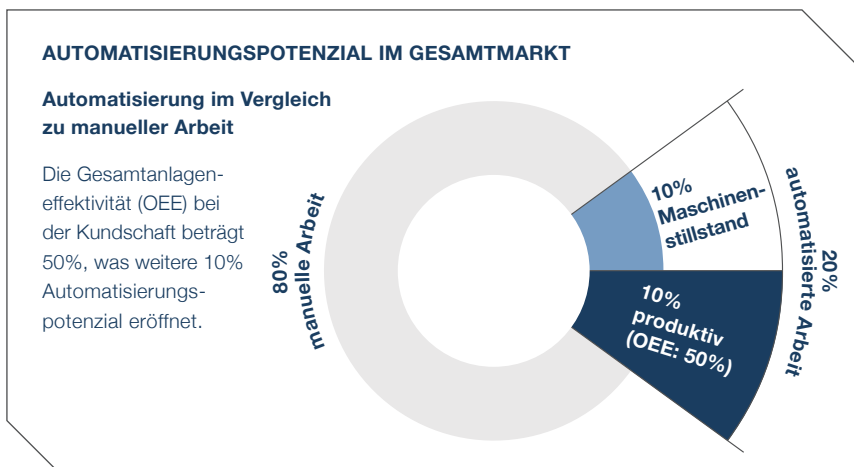 AUTOMATISIERUNGSPOTENZIAL IM GESAMTMARKT
Automatisierung im Vergleich
zu manueller Arbeit
Die Gesamtanlagen-
effektivität (OEE) bei
der Kundschaft beträgt
50%, was weitere 10%
Automatisierungs-
potenzial eröffnet.
80%
manuelle Arbeit
10%
Maschinen-
stillstand
10%
produktiv
(OEE: 50%)
20%
automatisierte Arbeit